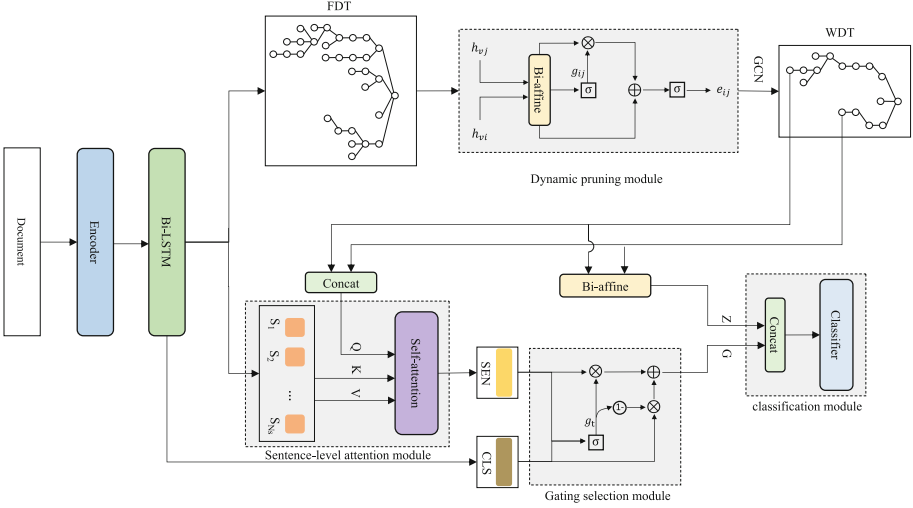 FDT
WDT
h_vj
h_vi
Bi-affine
g_ij
σ
σ
e_ij
GCN
Dynamic pruning module
Document
Encoder
Bi-LSTM
Concat
Bi-affine
S_1
S_2
...
S_Ns
Q
K
V
Self-attention
Sentence-level attention module
SEN
CLS
g_t
1-
σ
Gating selection module
Z
G
Concat
Classifier
classification module